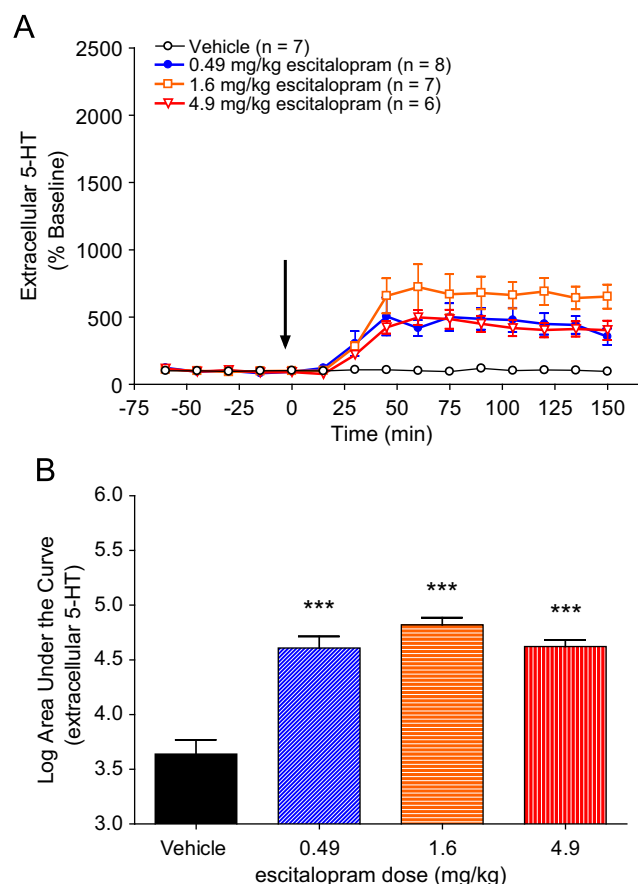 A
Vehicle (n = 7)
0.49 mg/kg escitalopram (n = 8)
1.6 mg/kg escitalopram (n = 7)
4.9 mg/kg escitalopram (n = 6)
Extracellular 5-HT
(% Baseline)
2500
2000
1500
1000
500
0
-75 -50 -25 0 25 50 75 100 125 150
Time (min)
B
Log Area Under the Curve
(extracellular 5-HT)
6.0
5.5
5.0
4.5
4.0
3.5
3.0
*** *** ***
Vehicle 0.49 1.6 4.9
escitalopram dose (mg/kg)